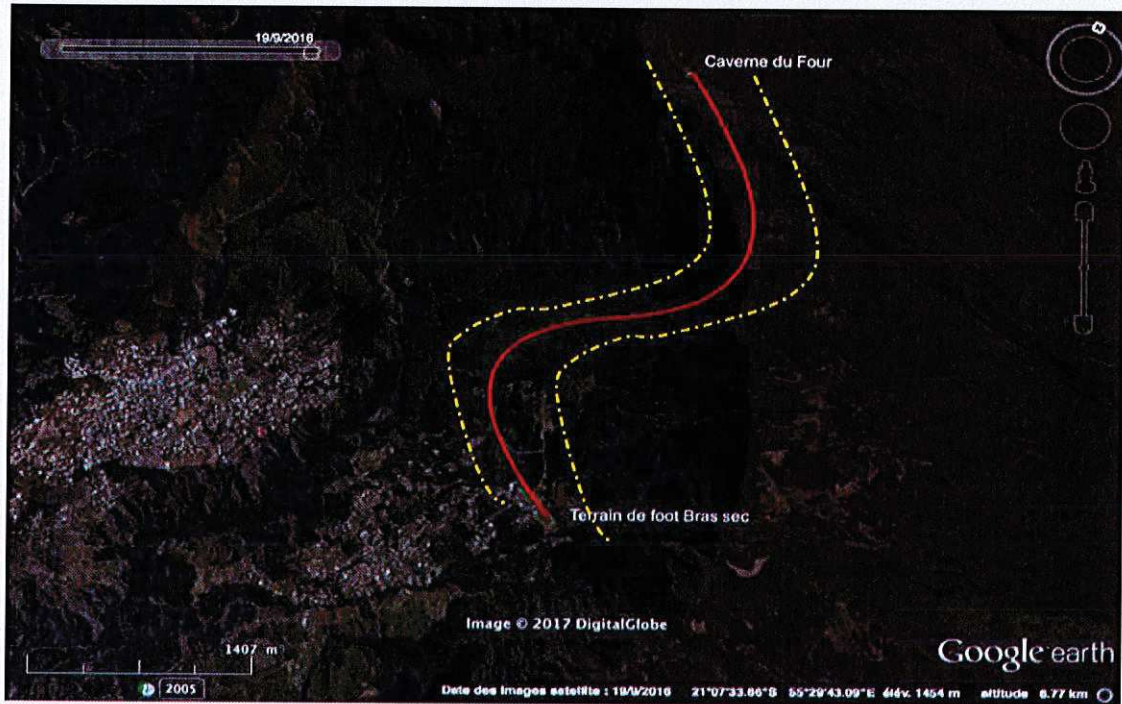 19/9/2016
Caverne du Four
Terrain de foot Bras sec
Image © 2017 DigitalGlobe
1407 m
Google earth
2005
Date des images satellite : 19/9/2016 21°07'33.66"S 55°29'43.09"E élév. 1454 m altitude 6.77 km